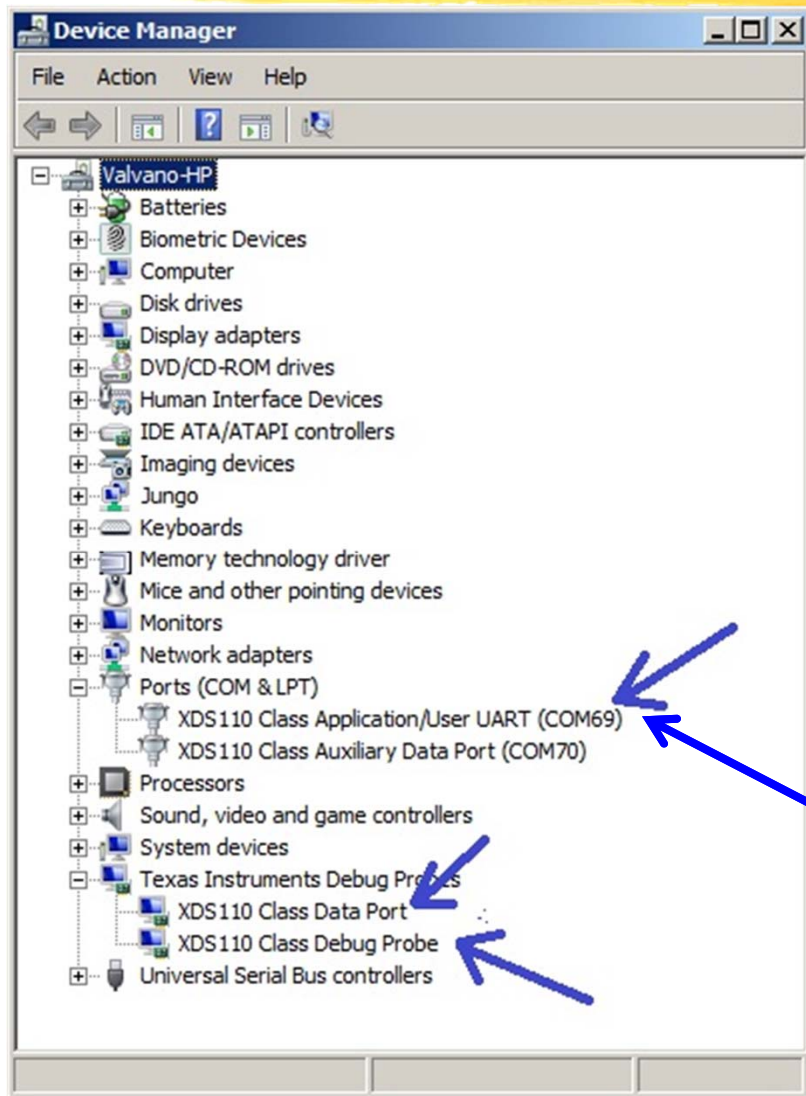 Device Manager
File Action View Help
Valvano-HP
Batteries
Biometric Devices
Computer
Disk drives
Display adapters
DVD/CD-ROM drives
Human Interface Devices
IDE ATA/ATAPI controllers
Imaging devices
Jungo
Keyboards
Memory technology driver
Mice and other pointing devices
Monitors
Network adapters
Ports (COM & LPT)
XDS110 Class Application/User UART (COM69)
XDS110 Class Auxiliary Data Port (COM70)
Processors
Sound, video and game controllers
System devices
Texas Instruments Debug Probes
XDS110 Class Data Port
XDS110 Class Debug Probe
Universal Serial Bus controllers